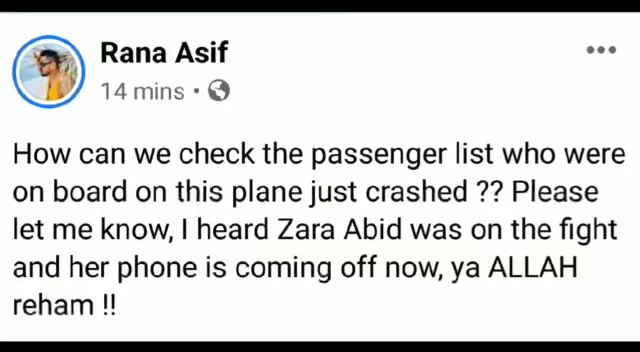 Rana Asif
14 mins •
How can we check the passenger list who were
on board on this plane just crashed ?? Please
let me know, I heard Zara Abid was on the fight
and her phone is coming off now, ya ALLAH
reham !!